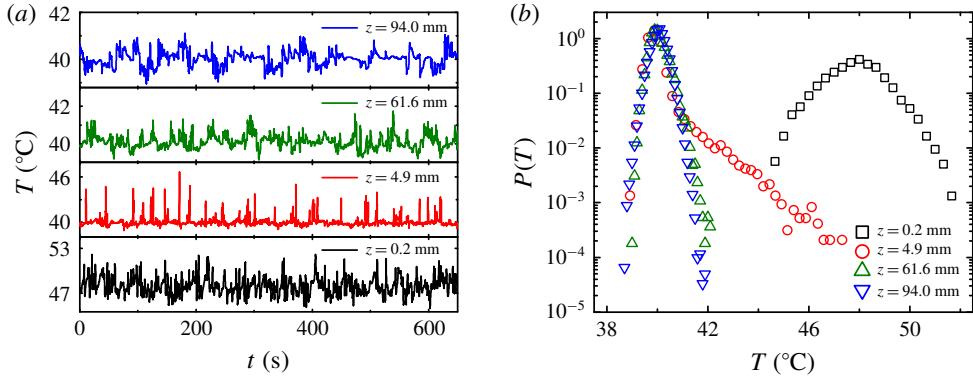 (a)
z = 94.0 mm
42
40
z = 61.6 mm
42
40
T (°C)
z = 4.9 mm
46
40
z = 0.2 mm
53
47
0 200 400 600
t (s)
(b)
10⁰
10⁻¹
10⁻²
10⁻³
10⁻⁴
10⁻⁵
P(T)
z = 0.2 mm
z = 4.9 mm
z = 61.6 mm
z = 94.0 mm
38 42 46 50
T (°C)